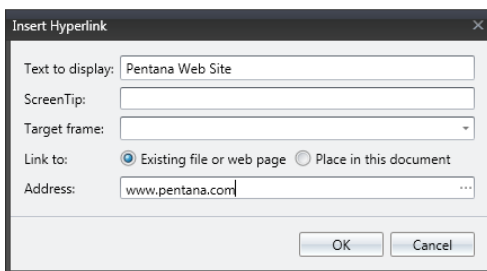 Insert Hyperlink
Text to display: Pentana Web Site
ScreenTip:
Target frame:
Link to: Existing file or web page Place in this document
Address: www.pentana.com ...
OK Cancel